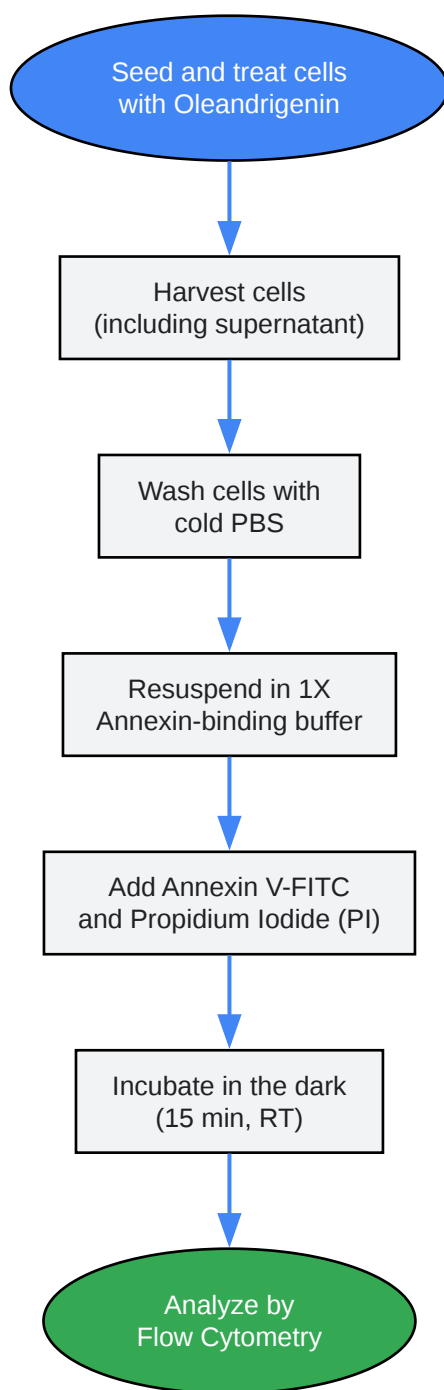 Seed and treat cells
with Oleandrigenin
Harvest cells
(including supernatant)
Wash cells with
cold PBS
Resuspend in 1X
Annexin-binding buffer
Add Annexin V-FITC
and Propidium Iodide (PI)
Incubate in the dark
(15 min, RT)
Analyze by
Flow Cytometry